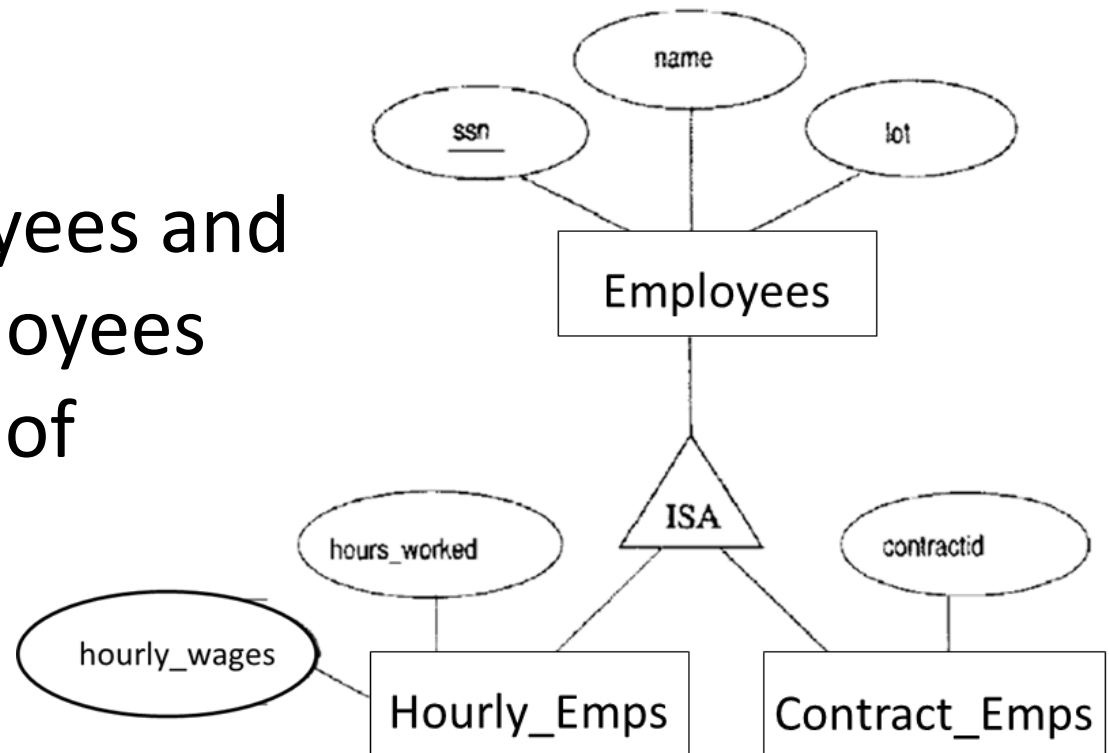 name
ssn
lot
yees and
oyees
of
Employees
ISA
hours_worked
contractid
hourly_wages
Hourly_Emps
Contract_Emps